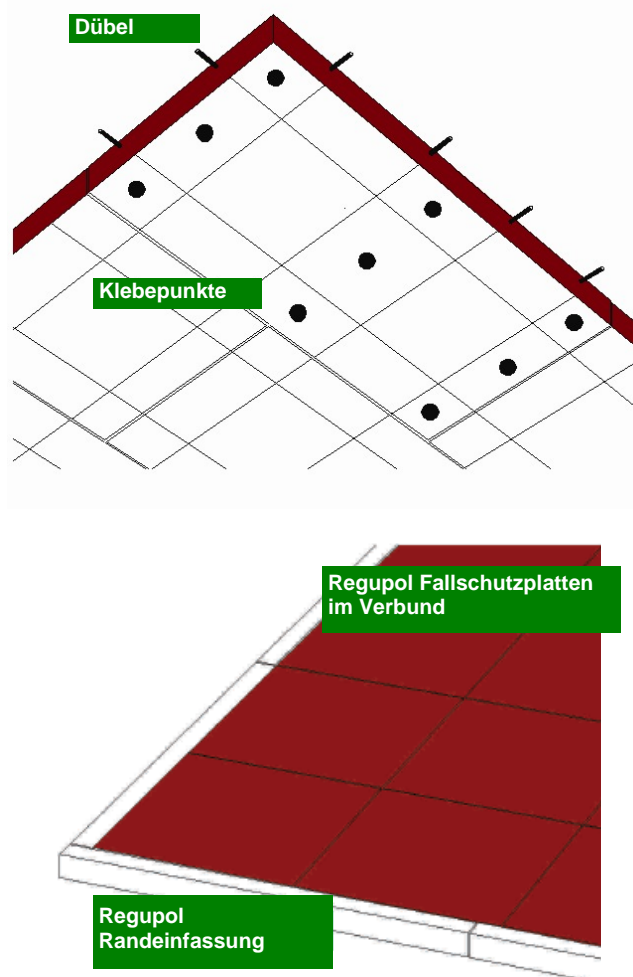 Dübel
Klebepunkte
Regupol Fallschutzplatten
im Verbund
Regupol
Randeinfassung